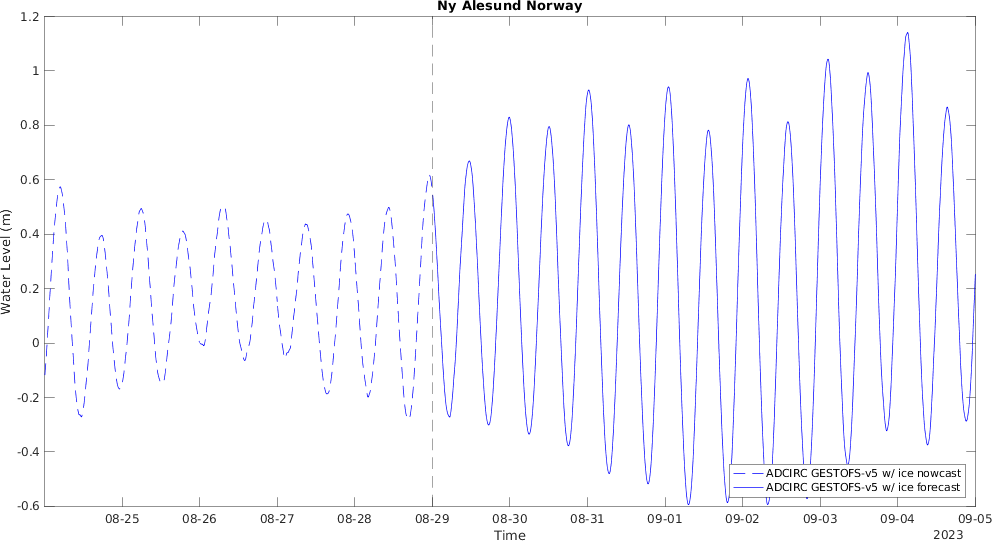 Ny Alesund Norway
1.2
1
0.8
0.6
0.4
0.2
0
-0.2
-0.4
-0.6
Water Level (m)
ADCIRC GESTOFS-v5 w/ ice nowcast
ADCIRC GESTOFS-v5 w/ ice forecast
08-25 08-26 08-27 08-28 08-29 08-30 08-31 09-01 09-02 09-03 09-04 09-05
Time
2023